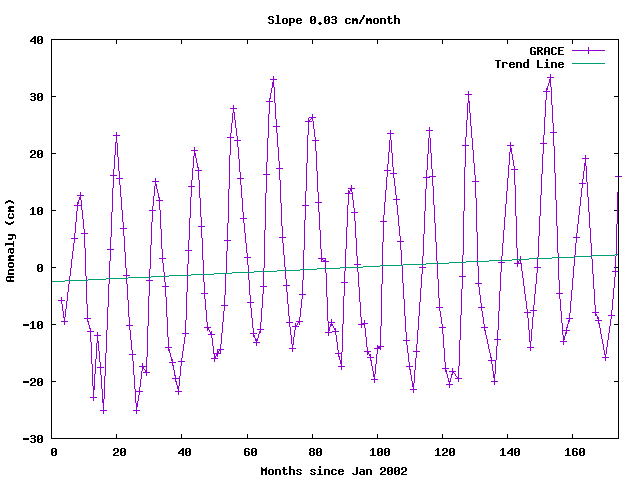 Slope 0.03 cm/month
40
30
20
10
0
-10
-20
-30
Anomaly (cm)
GRACE
Trend Line
0 20 40 60 80 100 120 140 160
Months since Jan 2002